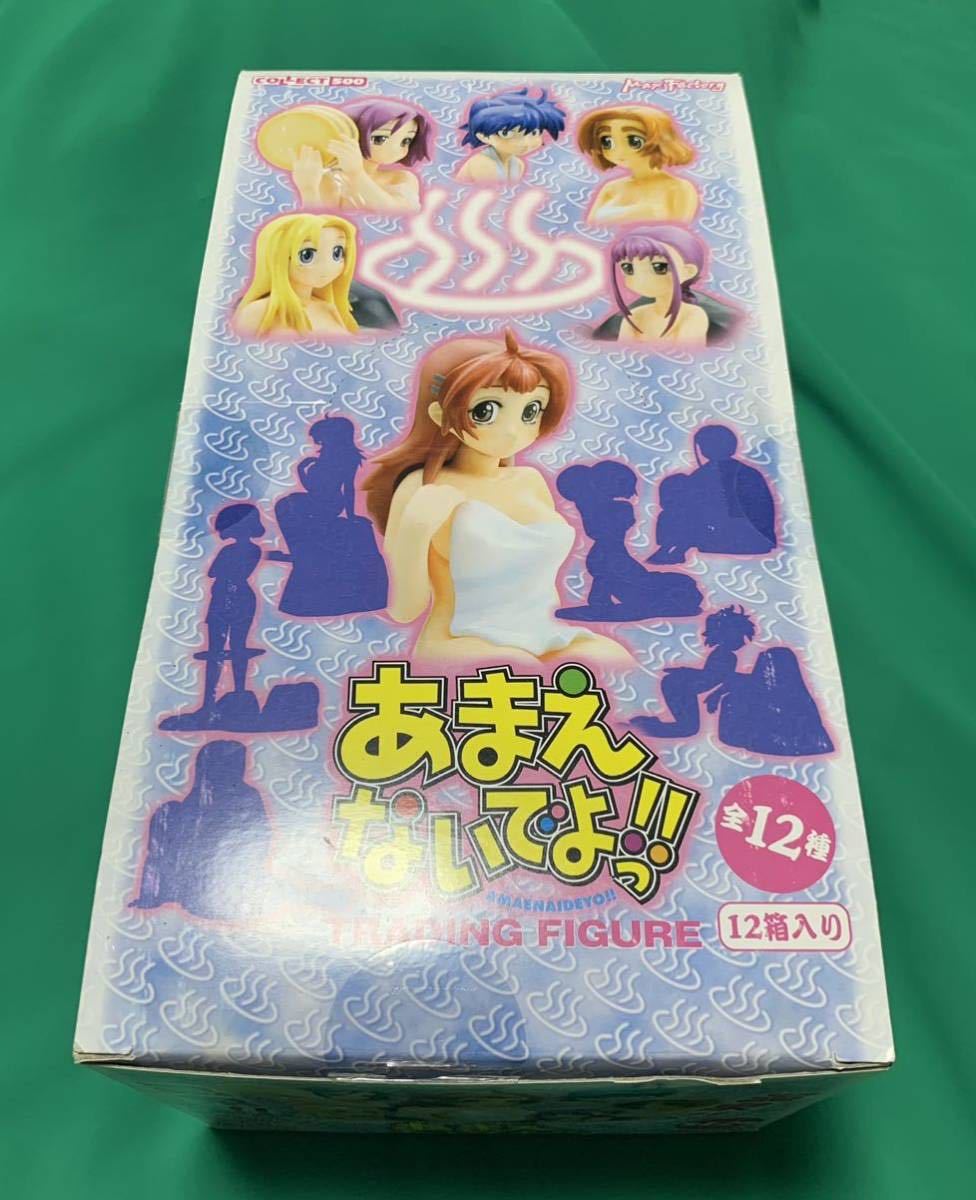 COLLECT 500
Max Factory
あまえ
ないでよっ!!
AMAENAIDEYO!!
TRADING FIGURE
全12種
12箱入り